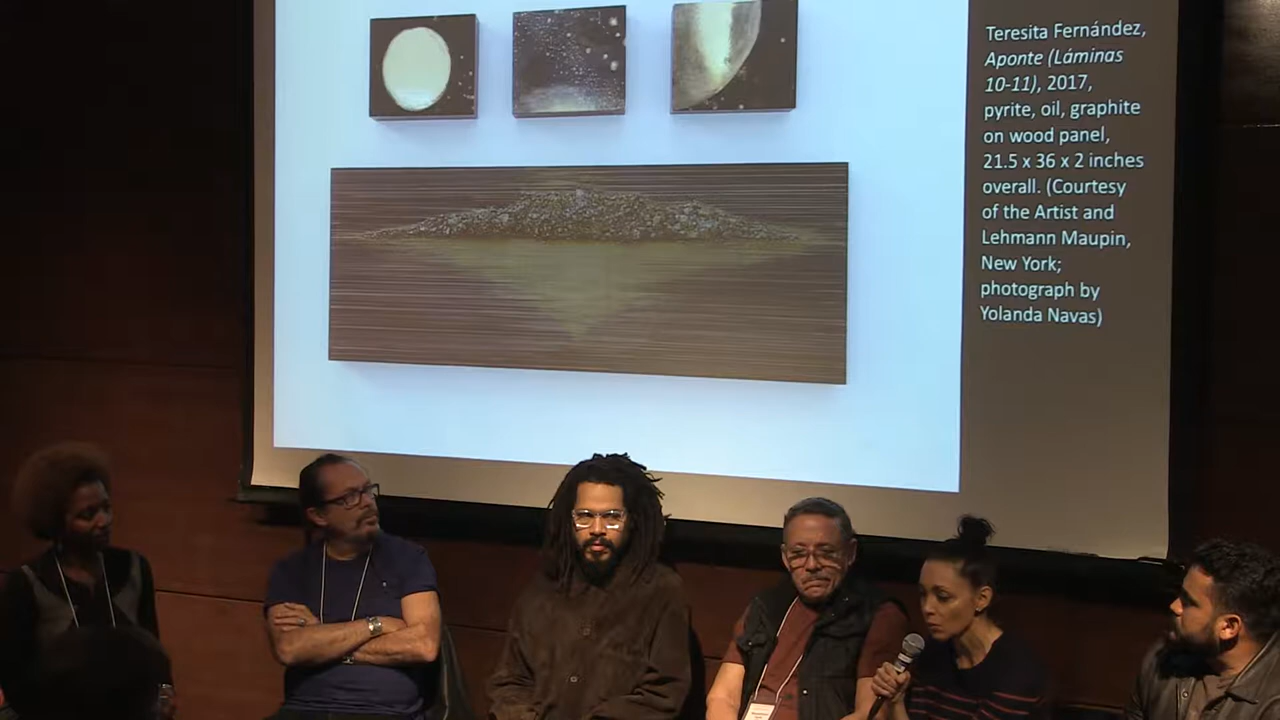 Teresita Fernández,
Aponte (Láminas
10-11), 2017,
pyrite, oil, graphite
on wood panel,
21.5 x 36 x 2 inches
overall. (Courtesy
of the Artist and
Lehmann Maupin,
New York;
photograph by
Yolanda Navas)